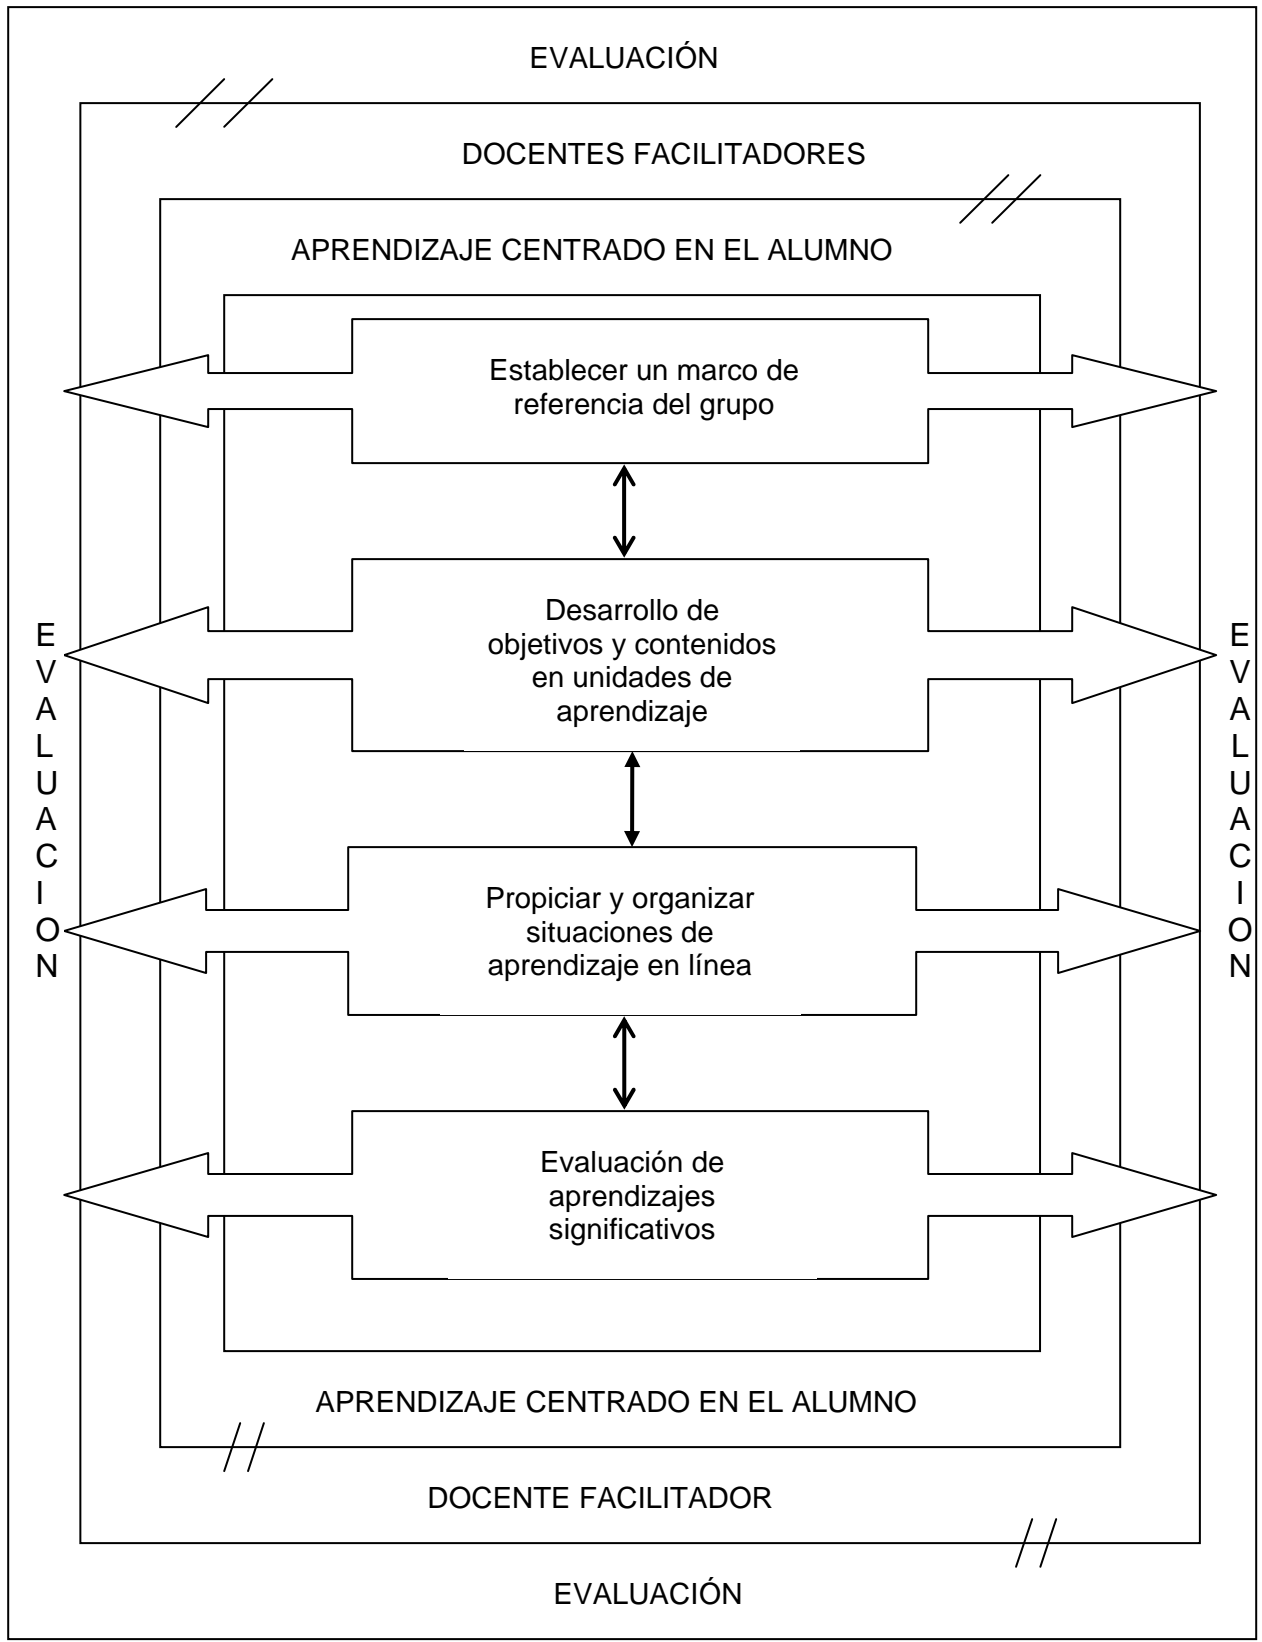 EVALUACIÓN
DOCENTES FACILITADORES
APRENDIZAJE CENTRADO EN EL ALUMNO
Establecer un marco de
referencia del grupo
Desarrollo de
objetivos y contenidos
en unidades de
aprendizaje
EVALUACION
EVALUACION
Propiciar y organizar
situaciones de
aprendizaje en línea
Evaluación de
aprendizajes
significativos
APRENDIZAJE CENTRADO EN EL ALUMNO
DOCENTE FACILITADOR
EVALUACIÓN